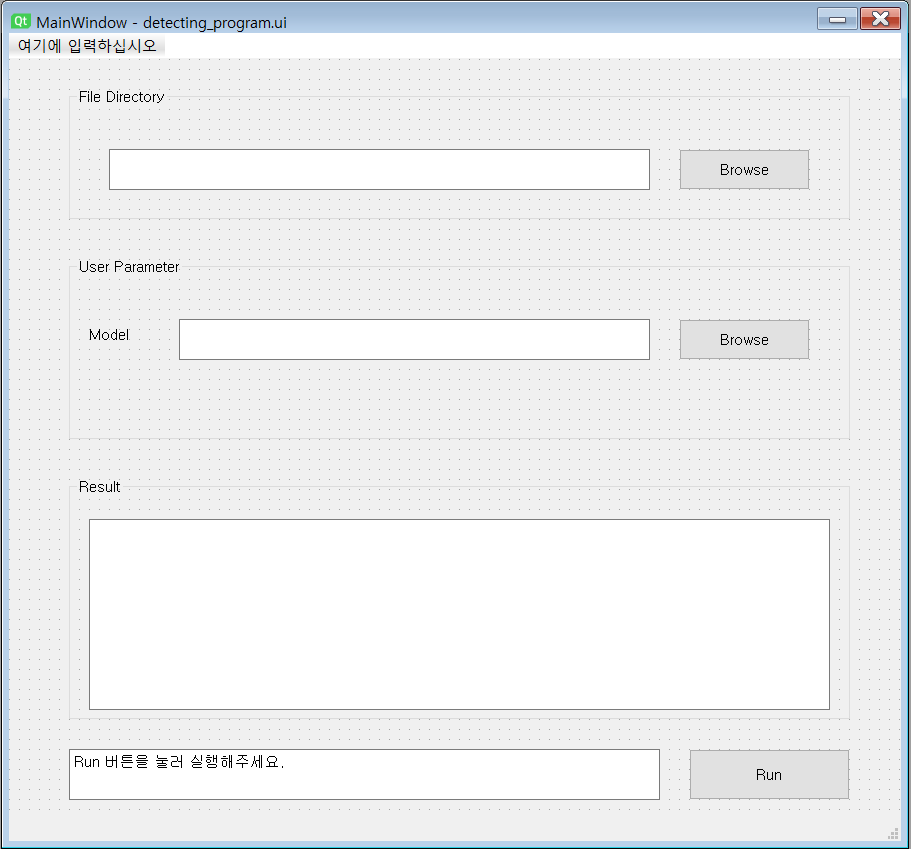 Qt MainWindow - detecting_program.ui
여기에 입력하십시오
File Directory
Browse
User Parameter
Model
Browse
Result
Run 버튼을 눌러 실행해주세요.
Run